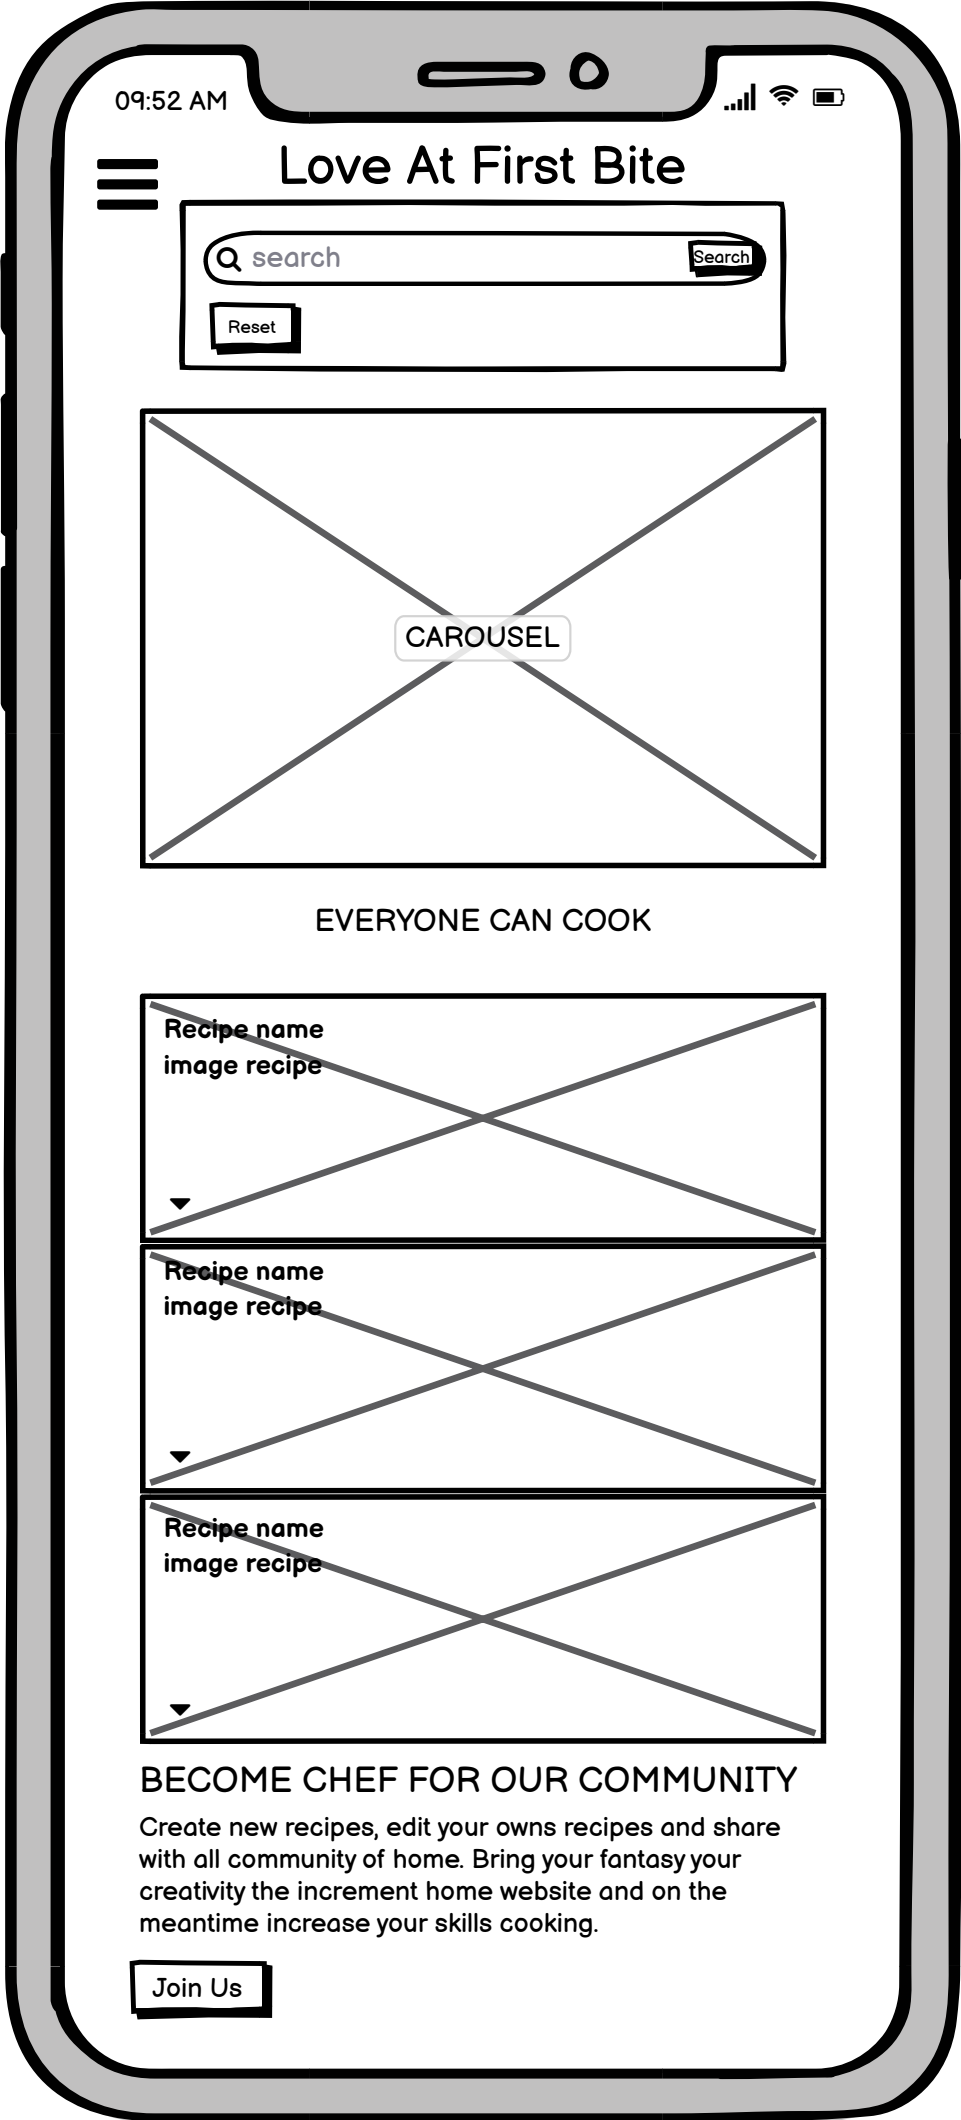 09:52 AM
Love At First Bite
search
Search
Reset
CAROUSEL
EVERYONE CAN COOK
Recipe name
image recipe
Recipe name
image recipe
Recipe name
image recipe
BECOME CHEF FOR OUR COMMUNITY
Create new recipes, edit your owns recipes and share
with all community of home. Bring your fantasy your
creativity the increment home website and on the
meantime increase your skills cooking.
Join Us